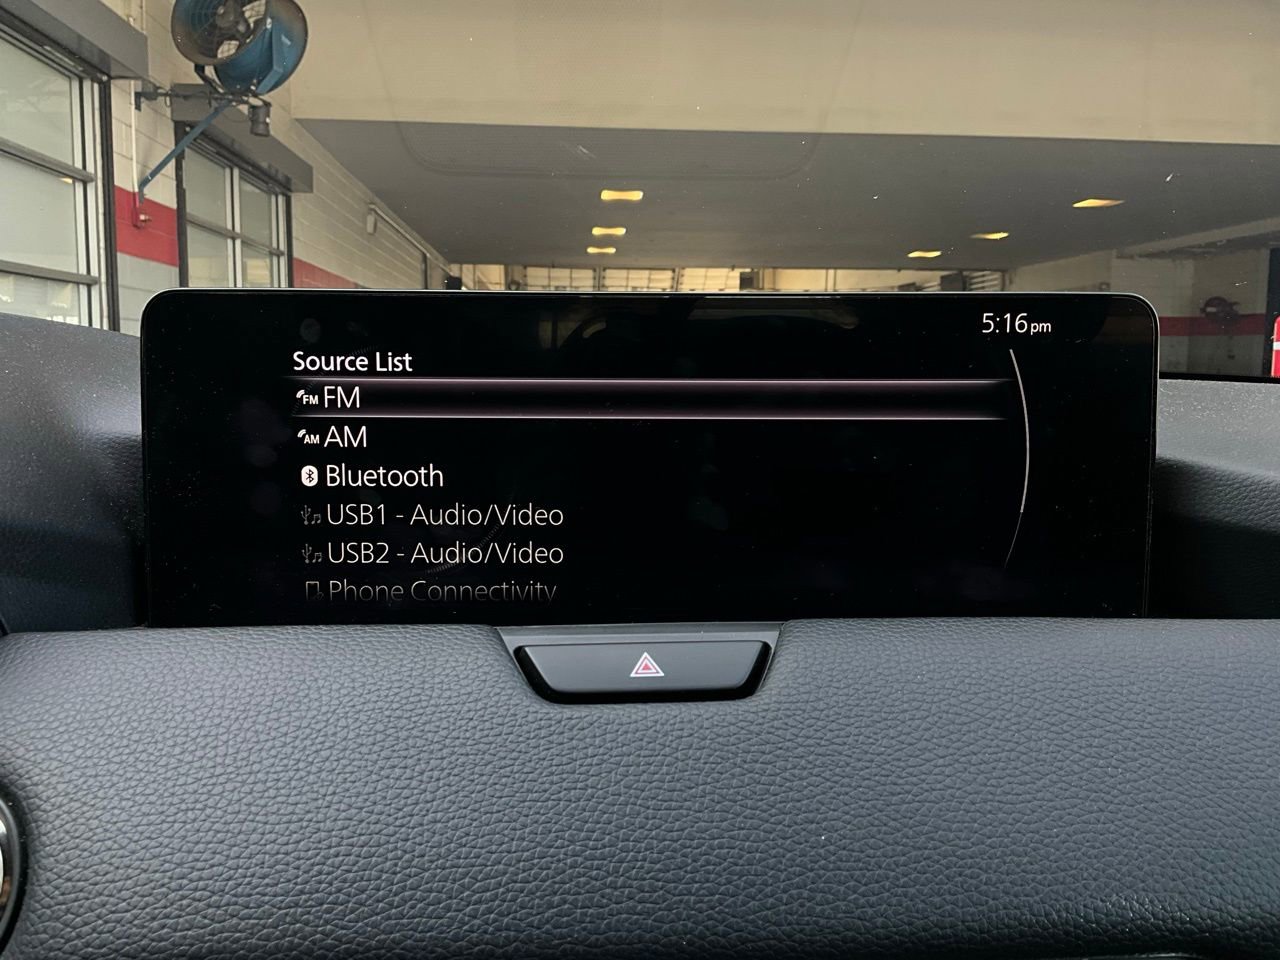 5:16pm
Source List
FM FM
AM AM
Bluetooth
USB1 - Audio/Video
USB2 - Audio/Video
Phone Connectivity